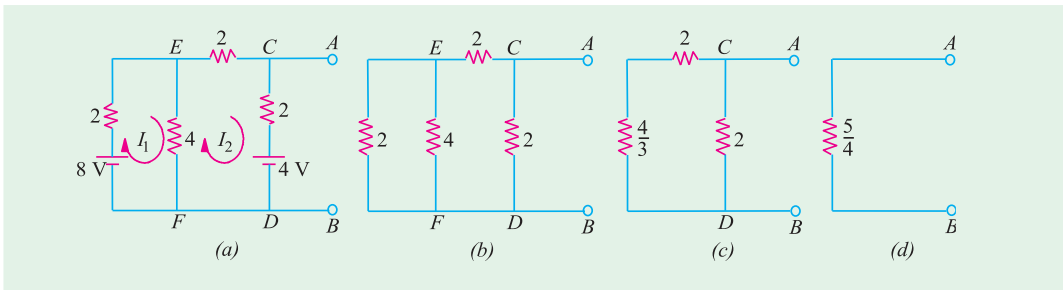 E 2 C A
2 I1 4 I2 2
8 V 4 V
F D B
(a)
E 2 C A
2 4 2
F D B
(b)
2 C A
4/3 2
D B
(c)
A
5/4
B
(d)